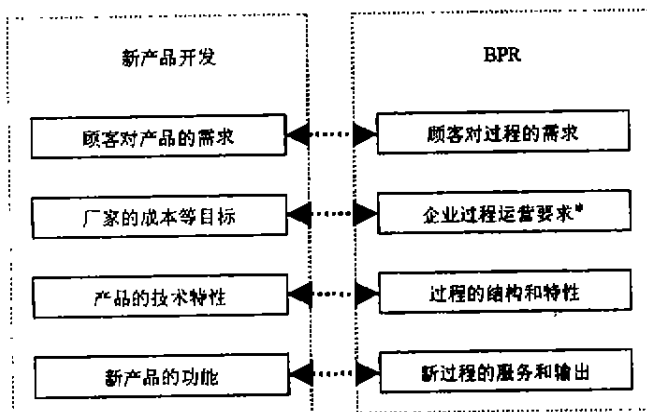 新产品开发 BPR
顾客对产品的需求 顾客对过程的需求
厂家的成本等目标 企业过程运营要求*
产品的技术特性 过程的结构和特性
新产品的功能 新过程的服务和输出